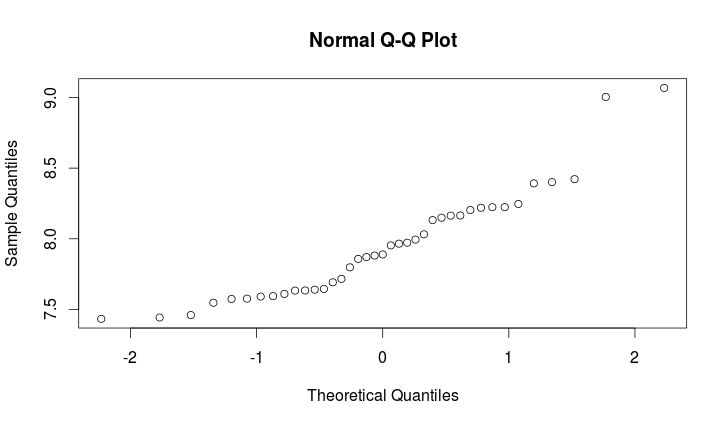 Normal Q-Q Plot
Sample Quantiles
9.0
8.5
8.0
7.5
-2 -1 0 1 2
Theoretical Quantiles